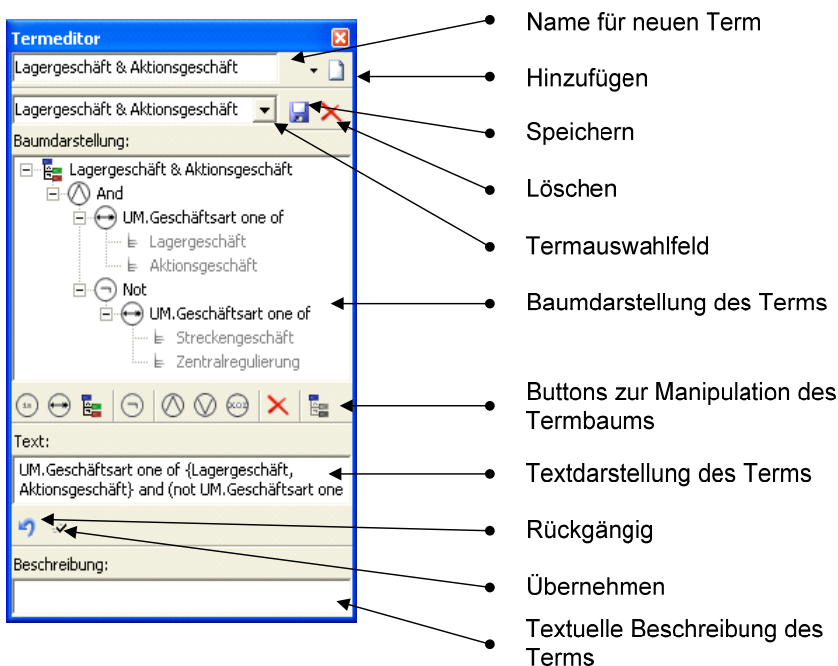 Termeditor
Lagergeschäft & Aktionsgeschäft
Lagergeschäft & Aktionsgeschäft
Baumdarstellung:
Lagergeschäft & Aktionsgeschäft
And
UM.Geschäftsart one of
Lagergeschäft
Aktionsgeschäft
Not
UM.Geschäftsart one of
Streckengeschäft
Zentralregulierung
Text:
UM.Geschäftsart one of {Lagergeschäft,
Aktionsgeschäft} and (not UM.Geschäftsart one
Beschreibung:
Name für neuen Term
Hinzufügen
Speichern
Löschen
Termauswahlfeld
Baumdarstellung des Terms
Buttons zur Manipulation des
Termbaums
Textdarstellung des Terms
Rückgängig
Übernehmen
Textuelle Beschreibung des
Terms